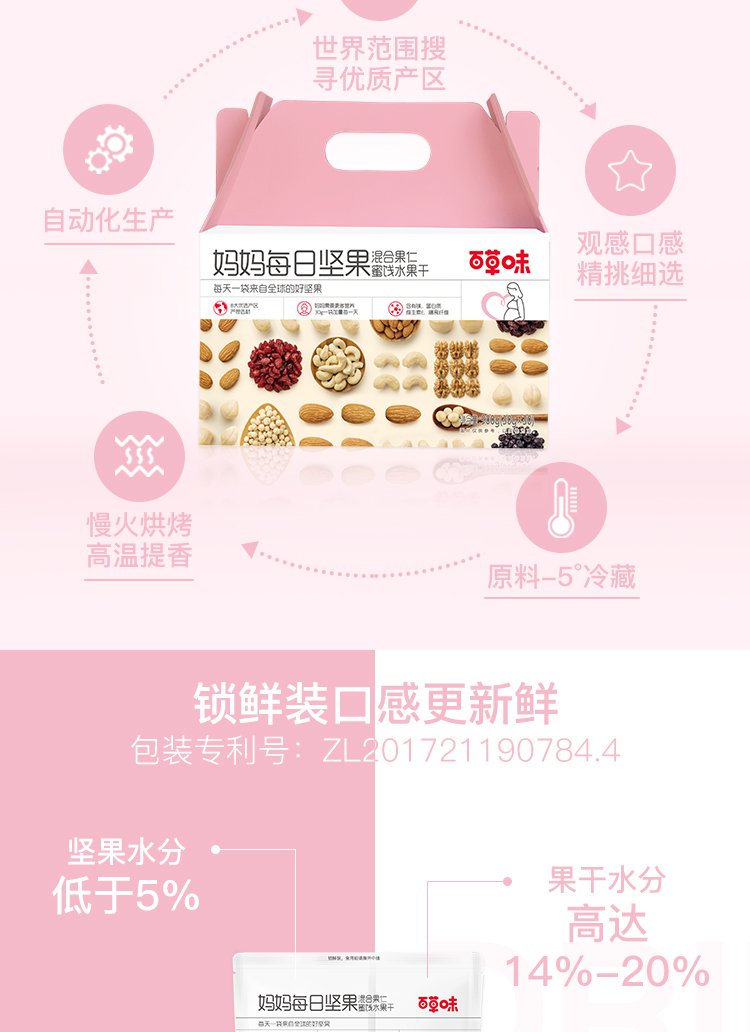 世界范围搜
寻优质产区
自动化生产
观感口感
精挑细选
妈妈每日坚果
混合果仁
蜜饯水果干
百草味
每天一袋来自全球的好坚果
慢火烘烤
高温提香
原料-5°冷藏
锁鲜装口感更新鲜
包装专利号：ZL201721190784.4
坚果水分
低于5%
果干水分
高达
14%-20%
妈妈每日坚果
混合果仁
蜜饯水果干
百草味
每天一袋来自全球的好坚果